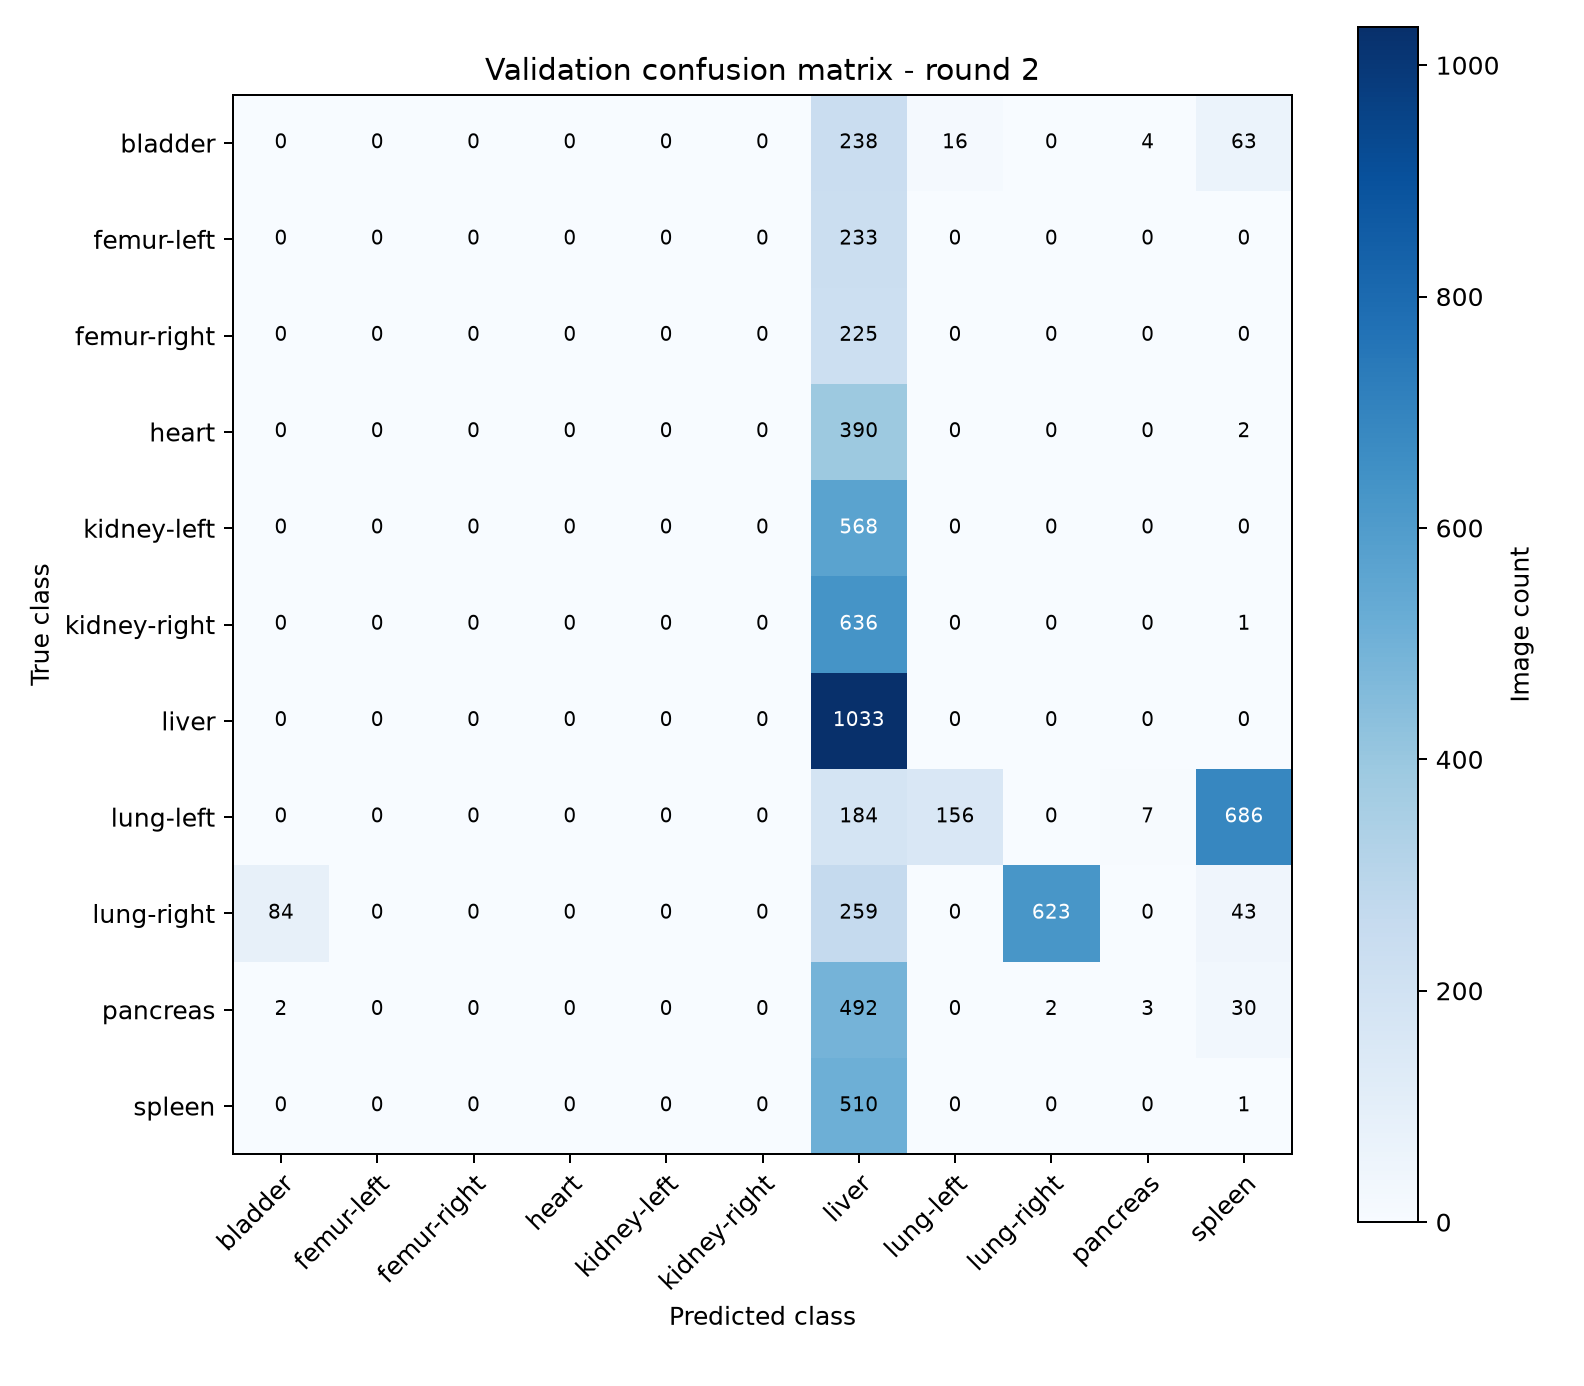 Validation confusion matrix - round 2
bladder 0 0 0 0 0 0 238 16 0 4 63
femur-left 0 0 0 0 0 0 233 0 0 0 0
femur-right 0 0 0 0 0 0 225 0 0 0 0
heart 0 0 0 0 0 0 390 0 0 0 2
kidney-left 0 0 0 0 0 0 568 0 0 0 0
kidney-right 0 0 0 0 0 0 636 0 0 0 1
liver 0 0 0 0 0 0 1033 0 0 0 0
lung-left 0 0 0 0 0 0 184 156 0 7 686
lung-right 84 0 0 0 0 0 259 0 623 0 43
pancreas 2 0 0 0 0 0 492 0 2 3 30
spleen 0 0 0 0 0 0 510 0 0 0 1
bladder femur-left femur-right heart kidney-left kidney-right liver lung-left lung-right pancreas spleen
Predicted class
True class
1000
800
600
400
200
0
Image count